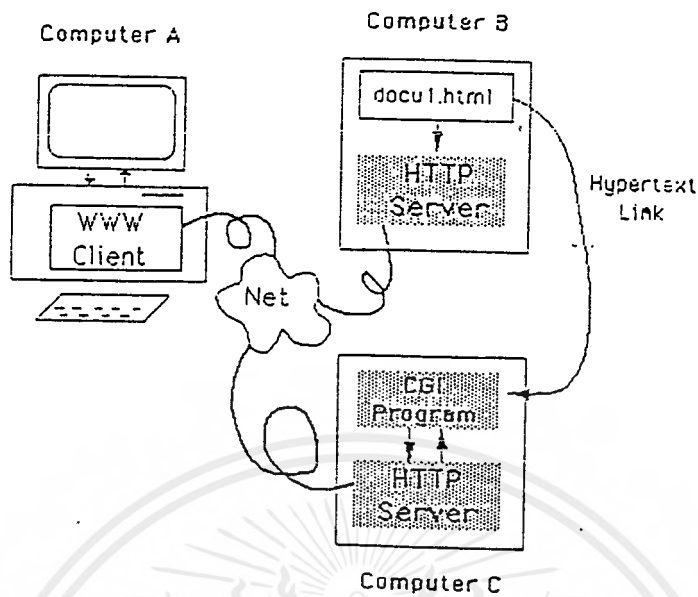 Computer A
Computer B
docu1.html
HTTP
Server
Hypertext
Link
WWW
Client
Net
CGI
Program
HTTP
Server
Computer C